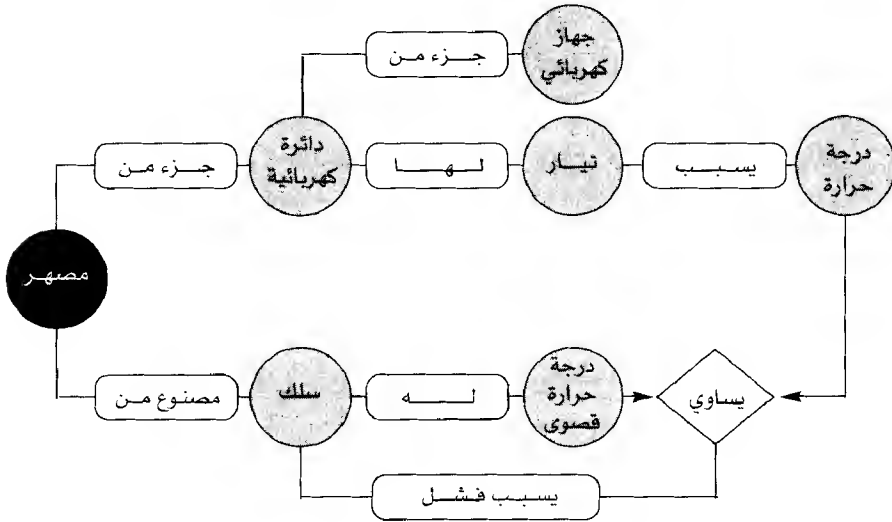 جهاز
كهربائي
جزء من
درجة
حرارة
يسبب
تيار
لها
دائرة
كهربائية
جزء من
مصهر
يساوي
درجة
حرارة
قصوى
له
سلك
مصنوع من
يسبب فشل